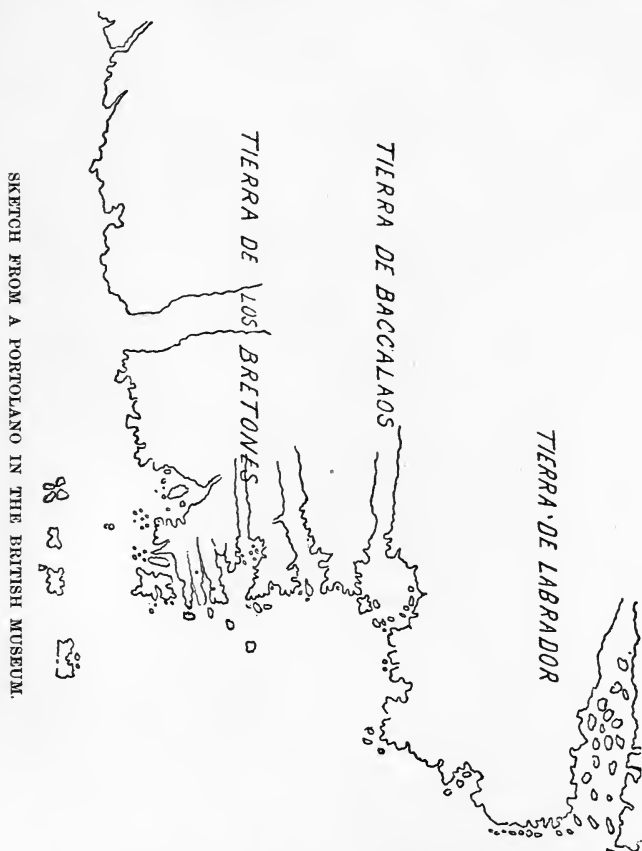 TIERRA·DE LABRADOR
TIERRA DE BACCALAOS
TIERRA DE LOS BRETONES
SKETCH FROM A PORTOLANO IN THE BRITISH MUSEUM.